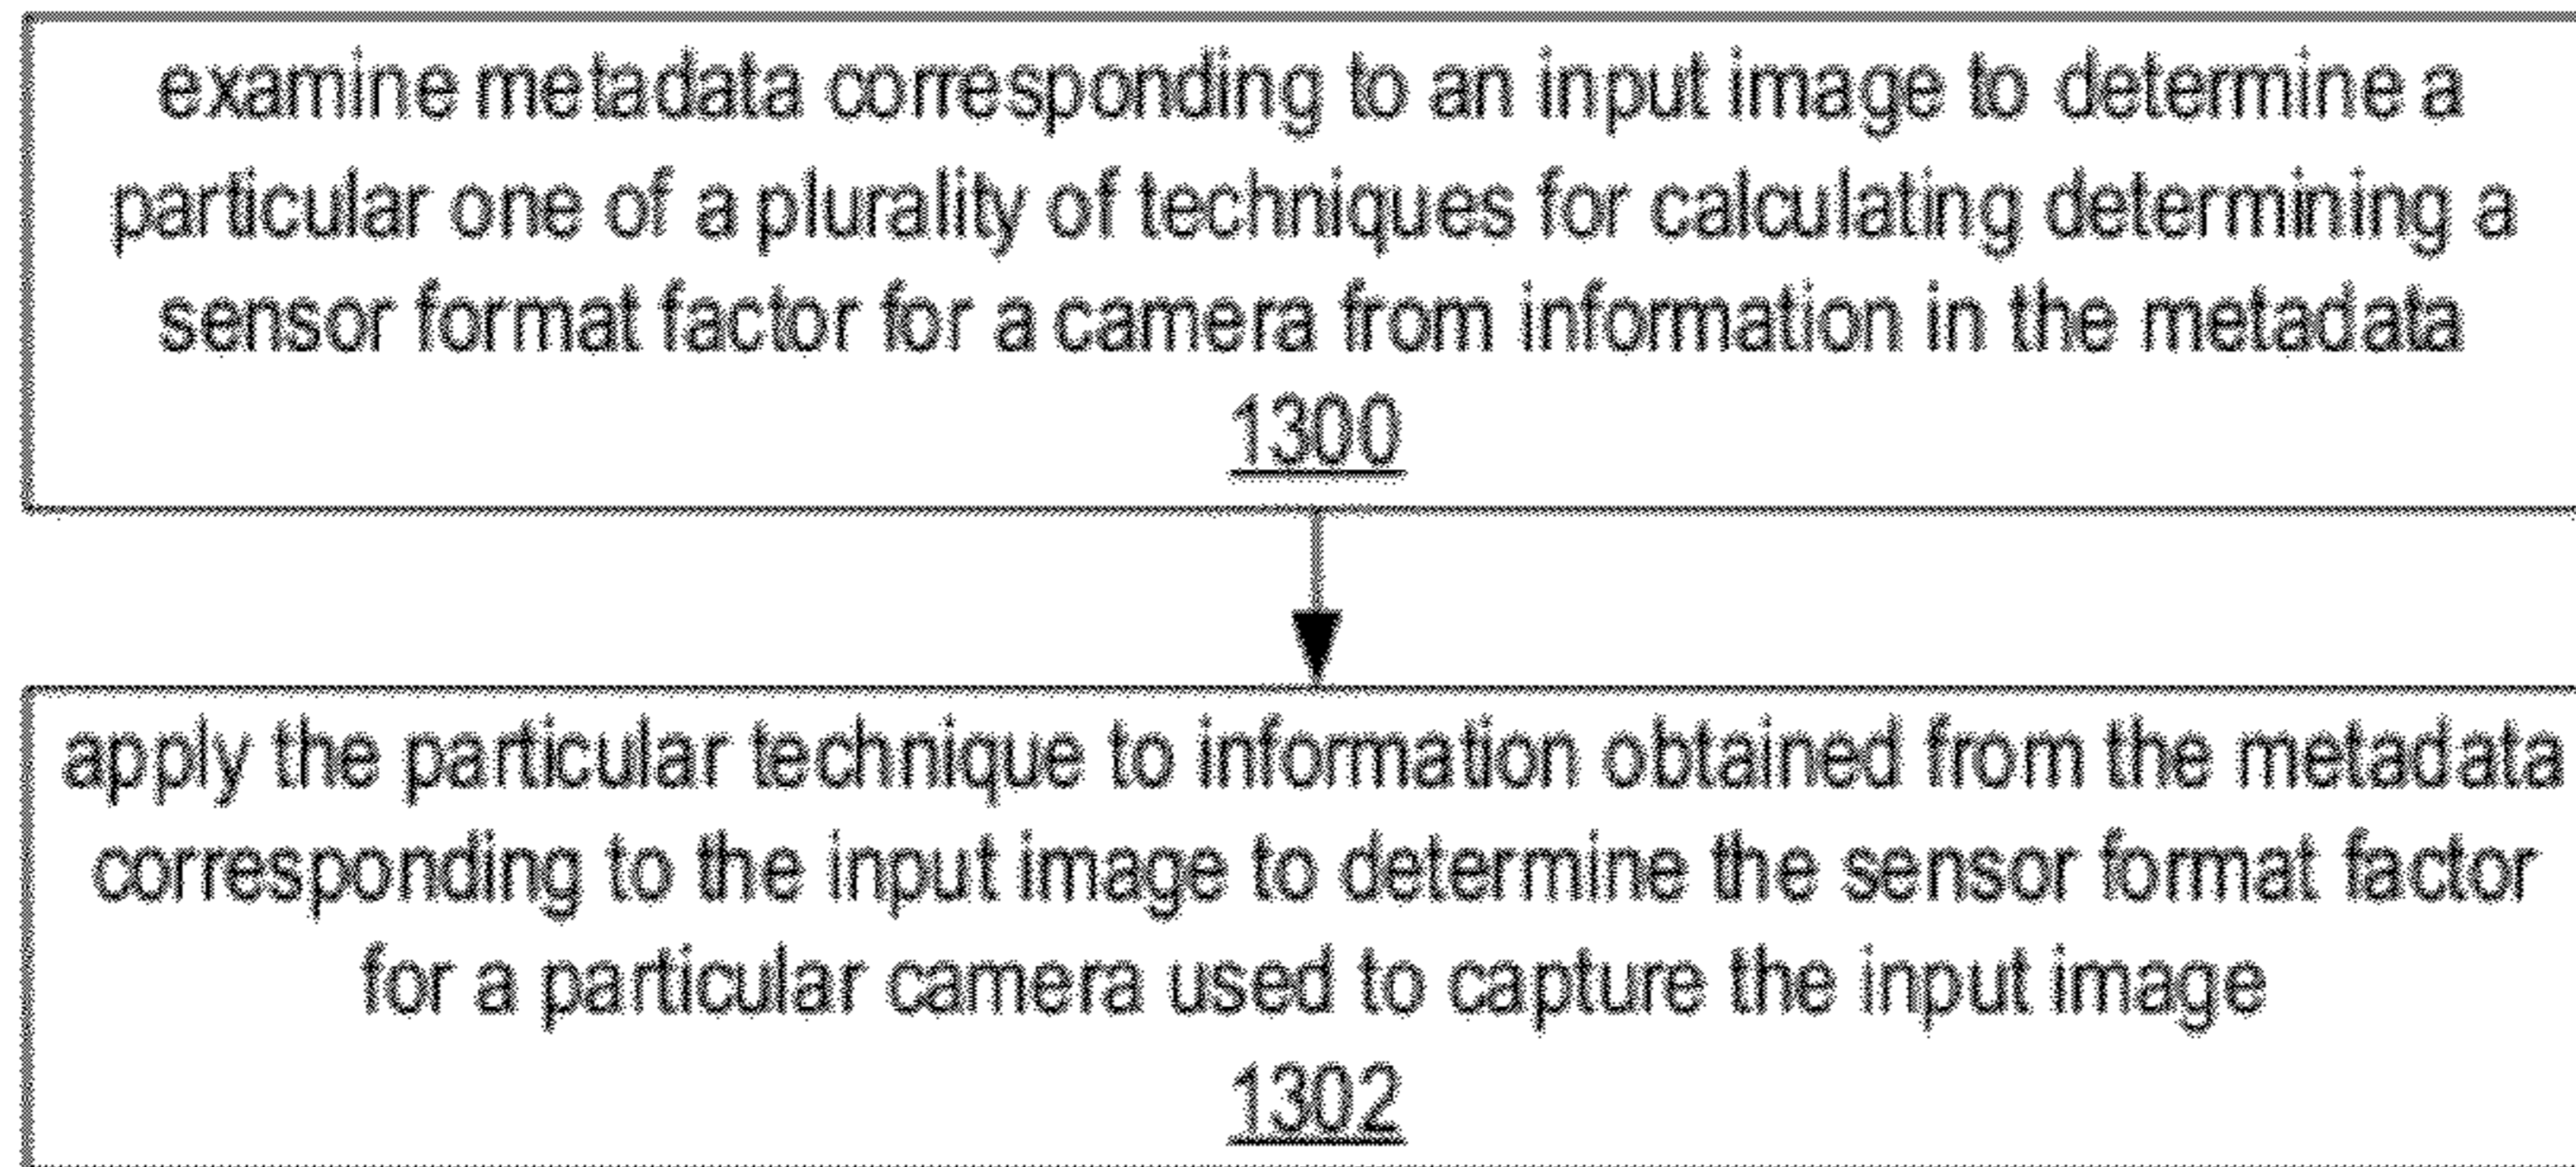 examine metadata corresponding to an input image to determine a
particular one of a plurality of techniques for calculating determining a
sensor format factor for a camera from information in the metadata
1300
apply the particular technique to information obtained from the metadata
corresponding to the input image to determine the sensor format factor
for a particular camera used to capture the input image
1302